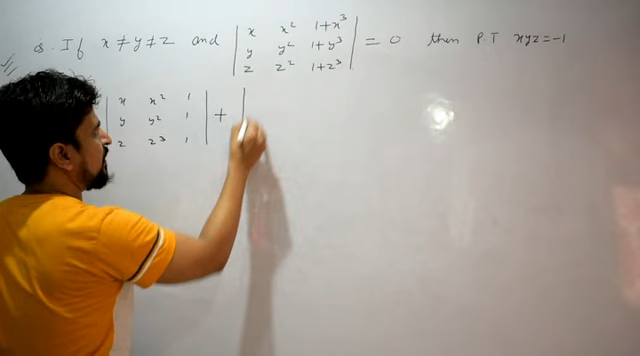 Q. If x ≠ y ≠ z and | x x² 1+x³ | = 0 then P.T xyz = -1
| y y² 1+y³ |
| z z² 1+z³ |
| x x² 1 | + |
| y y² 1 |
z z³ 1 |